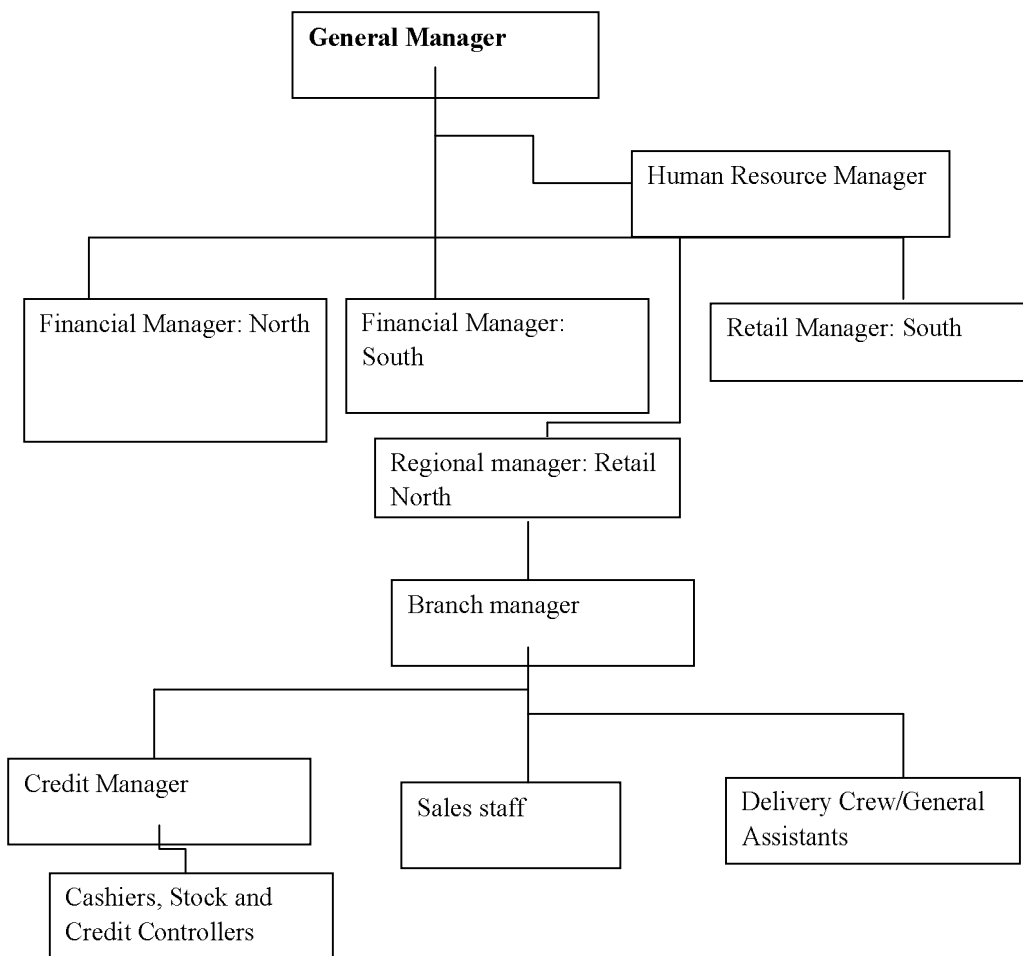 General Manager
Human Resource Manager
Financial Manager: North
Financial Manager:
South
Retail Manager: South
Regional manager: Retail
North
Branch manager
Credit Manager
Sales staff
Delivery Crew/General
Assistants
Cashiers, Stock and
Credit Controllers